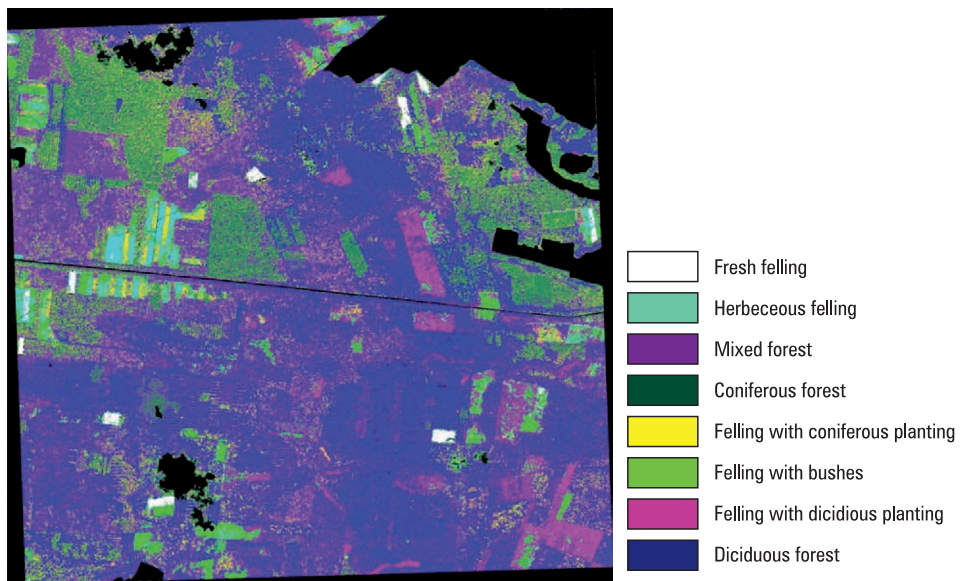 Fresh felling
Herbeceous felling
Mixed forest
Coniferous forest
Felling with coniferous planting
Felling with bushes
Felling with dicidious planting
Diciduous forest